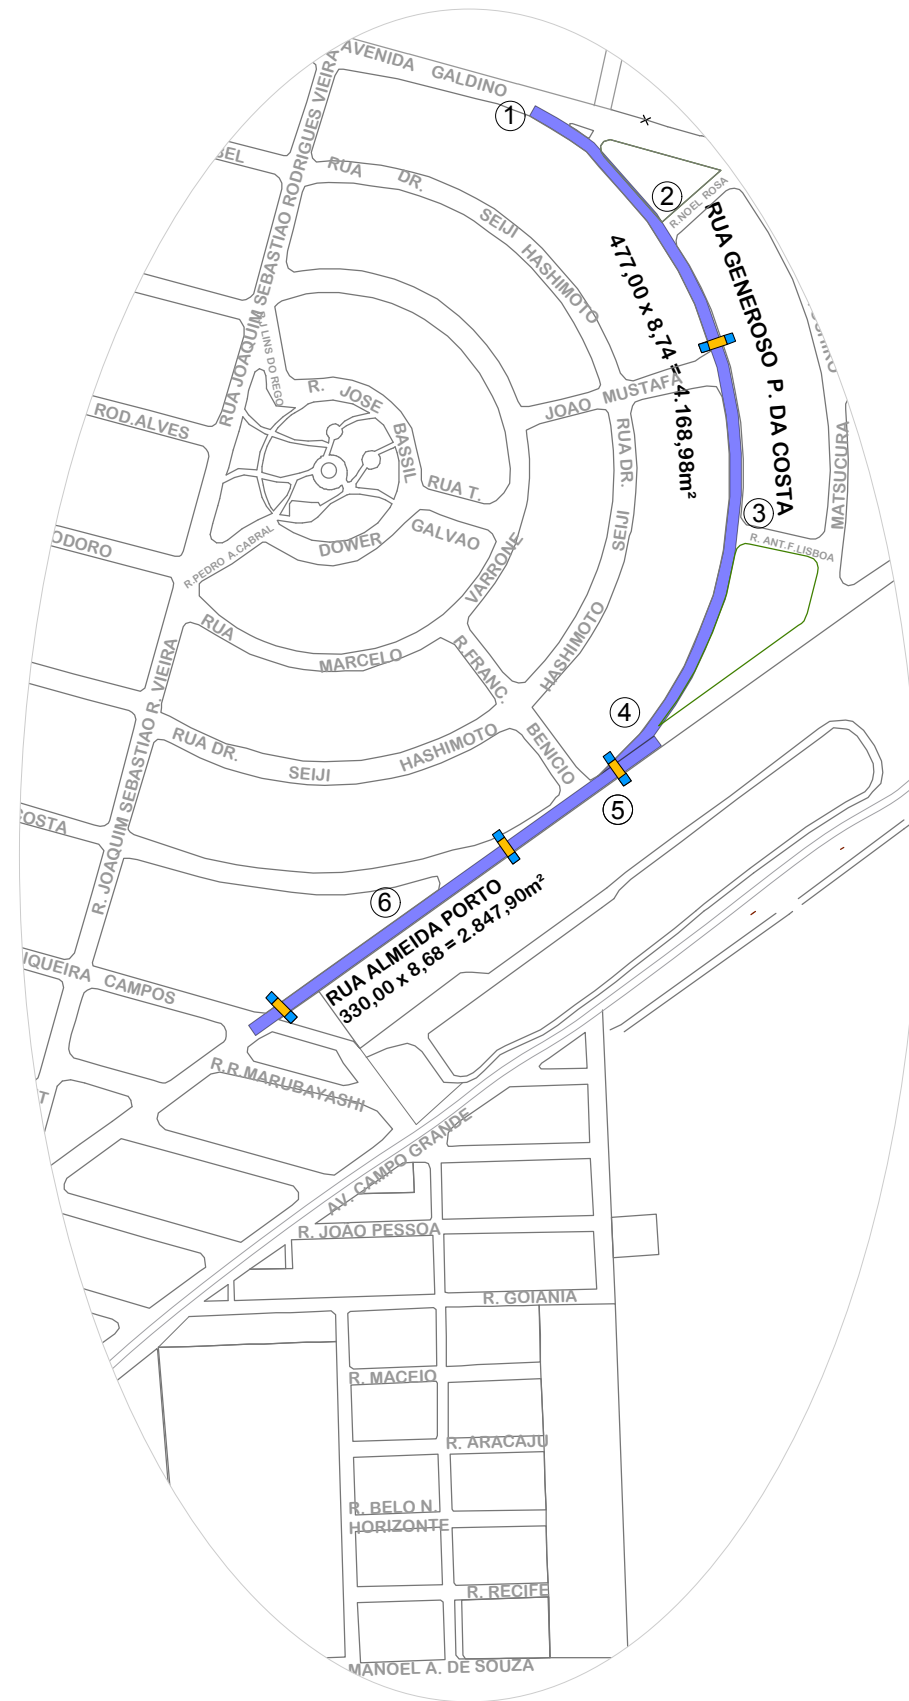 AVENIDA GALDINO
RUA JOAQUIM SEBASTIAO RODRIGUES VIEIRA
1
BEL
RUA DR. SEIJI HASHIMOTO
2
R.NOEL ROSA
RUA GENEROSO P. DA COSTA
477,00 x 8,74 = 4.168,98m²
LINS DO REGO
R. JOSE BASSIL
JOAO MUSTAFA
ROD.ALVES
RUA DR. SEIJI HASHIMOTO
MATSUCURA
RUA T.
GALVAO
DOWER
3
R. ANT.F.LISBOA
ODORO
R.PEDRO A.CABRAL
VARRONE
RUA MARCELO
R.FRANC. BENICIO
R. JOAQUIM SEBASTIAO R. VIEIRA
4
RUA DR. SEIJI HASHIMOTO
5
OSTA
6
RUA ALMEIDA PORTO
330,00 x 8,68 = 2.847,90m²
IQUEIRA CAMPOS
R.R.MARUBAYASHI
T
AV. CAMPO GRANDE
R. JOAO PESSOA
R. GOIANIA
R. MACEIO
R. ARACAJU
R. BELO N.
HORIZONTE
R. RECIFE
MANOEL A. DE SOUZA